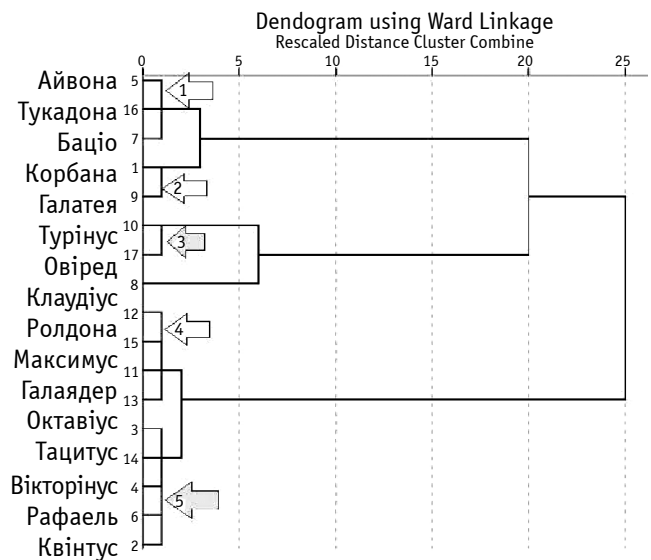 Dendogram using Ward Linkage
Rescaled Distance Cluster Combine
0 5 10 15 20 25
Айвона 5
1
Тукадона 16
Баціо 7
Корбана 1
2
Галатея 9
Турінус 10
3
Овіред 17
Клаудіус 8
Ролдона 12
4
Максимус 15
Галаядер 11
Октавіус 13
Тацитус 3
14
Вікторінус 4
5
Рафаель 6
Квінтус 2